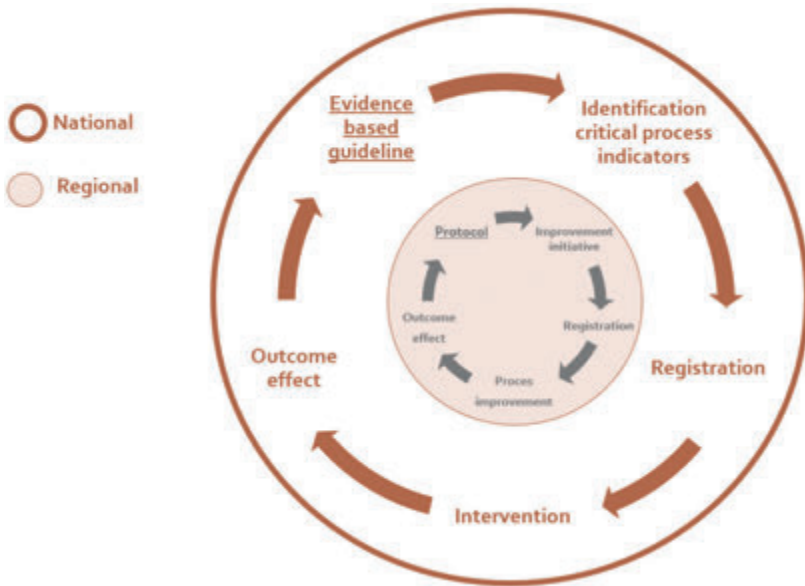 National
Regional
Evidence
based
guideline
Identification
critical process
indicators
Registration
Intervention
Outcome
effect
Protocol
Improvement
initiative
Registration
Proces
improvement
Outcome
effect